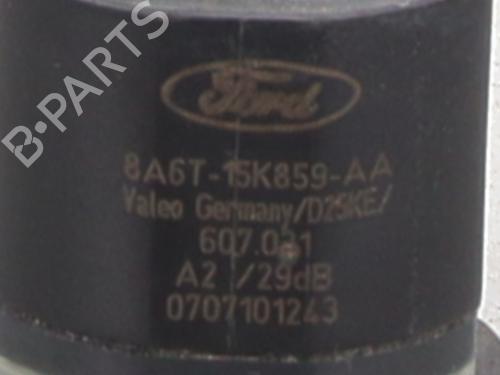 B-PARTS
Ford
8A6T-15K859-AA
Valeo Germany/D25KE/
607.021
A2 /29dB
0707101243